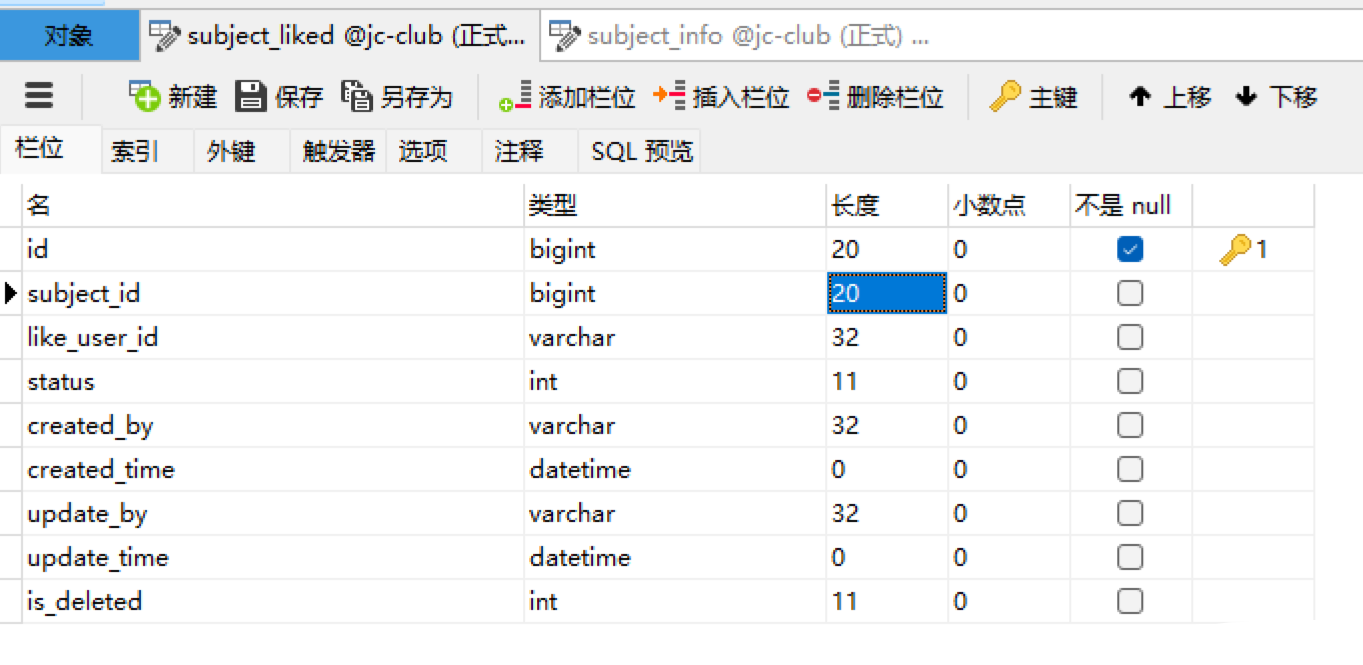 对象 subject_liked @jc-club (正式... subject_info @jc-club (正式) ...
新建 保存 另存为 添加栏位 插入栏位 删除栏位 主键 上移 下移
栏位 索引 外键 触发器 选项 注释 SQL 预览
名 类型 长度 小数点 不是 null
id bigint 20 0 1
subject_id bigint 20 0
like_user_id varchar 32 0
status int 11 0
created_by varchar 32 0
created_time datetime 0 0
update_by varchar 32 0
update_time datetime 0 0
is_deleted int 11 0